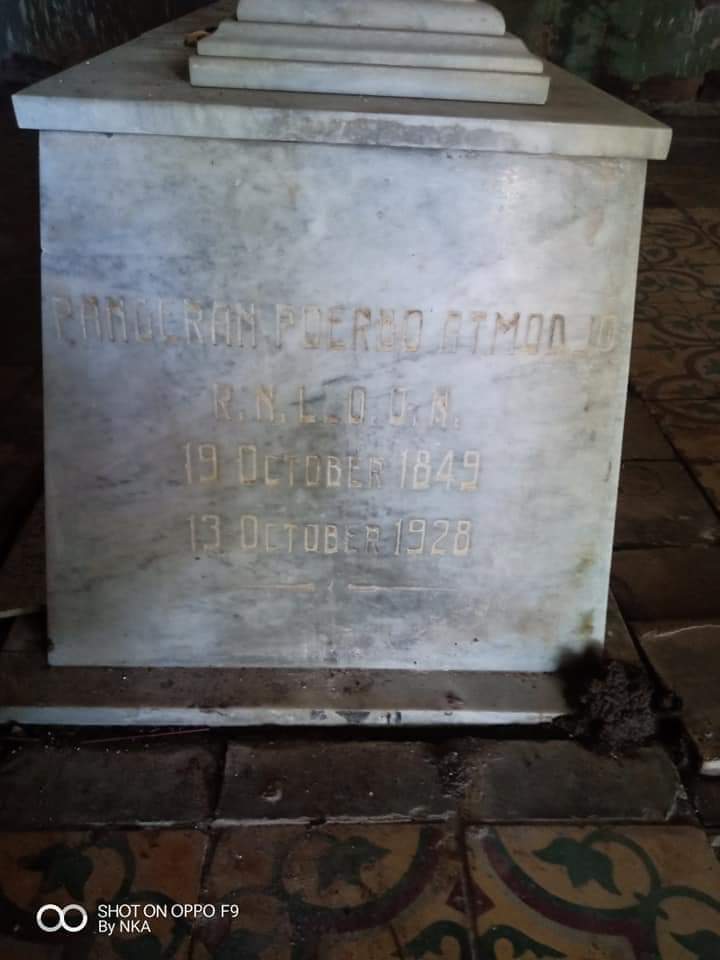 PANGERAN POERBO ATMODJO
R.N.L.O.O.N.
19 OCTOBER 1849
13 OCTOBER 1928
SHOT ON OPPO F9
By NKA